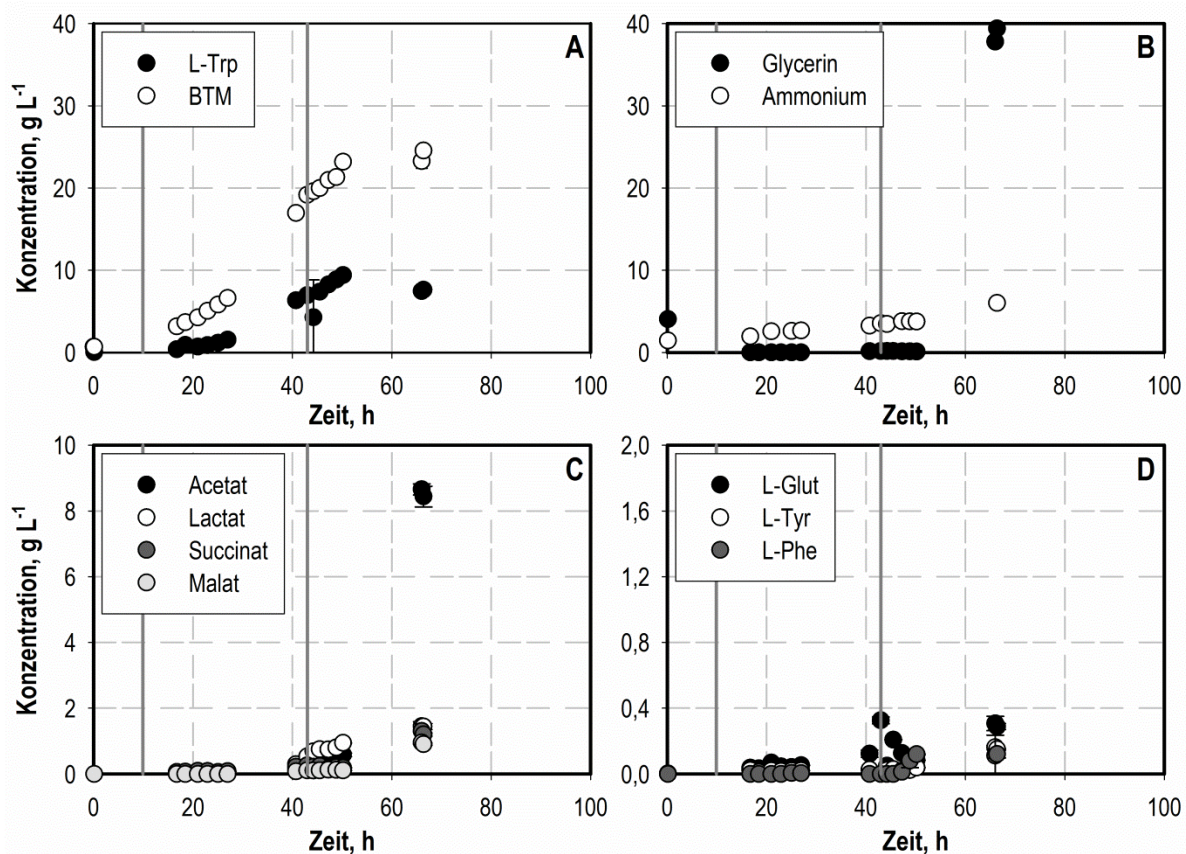 Konzentration, g L⁻¹
40
30
20
10
0
A
L-Trp
BTM
0 20 40 60 80 100
Zeit, h
40
30
20
10
0
B
Glycerin
Ammonium
0 20 40 60 80 100
Zeit, h
Konzentration, g L⁻¹
10
8
6
4
2
0
C
Acetat
Lactat
Succinat
Malat
0 20 40 60 80 100
Zeit, h
2,0
1,6
1,2
0,8
0,4
0,0
D
L-Glut
L-Tyr
L-Phe
0 20 40 60 80 100
Zeit, h